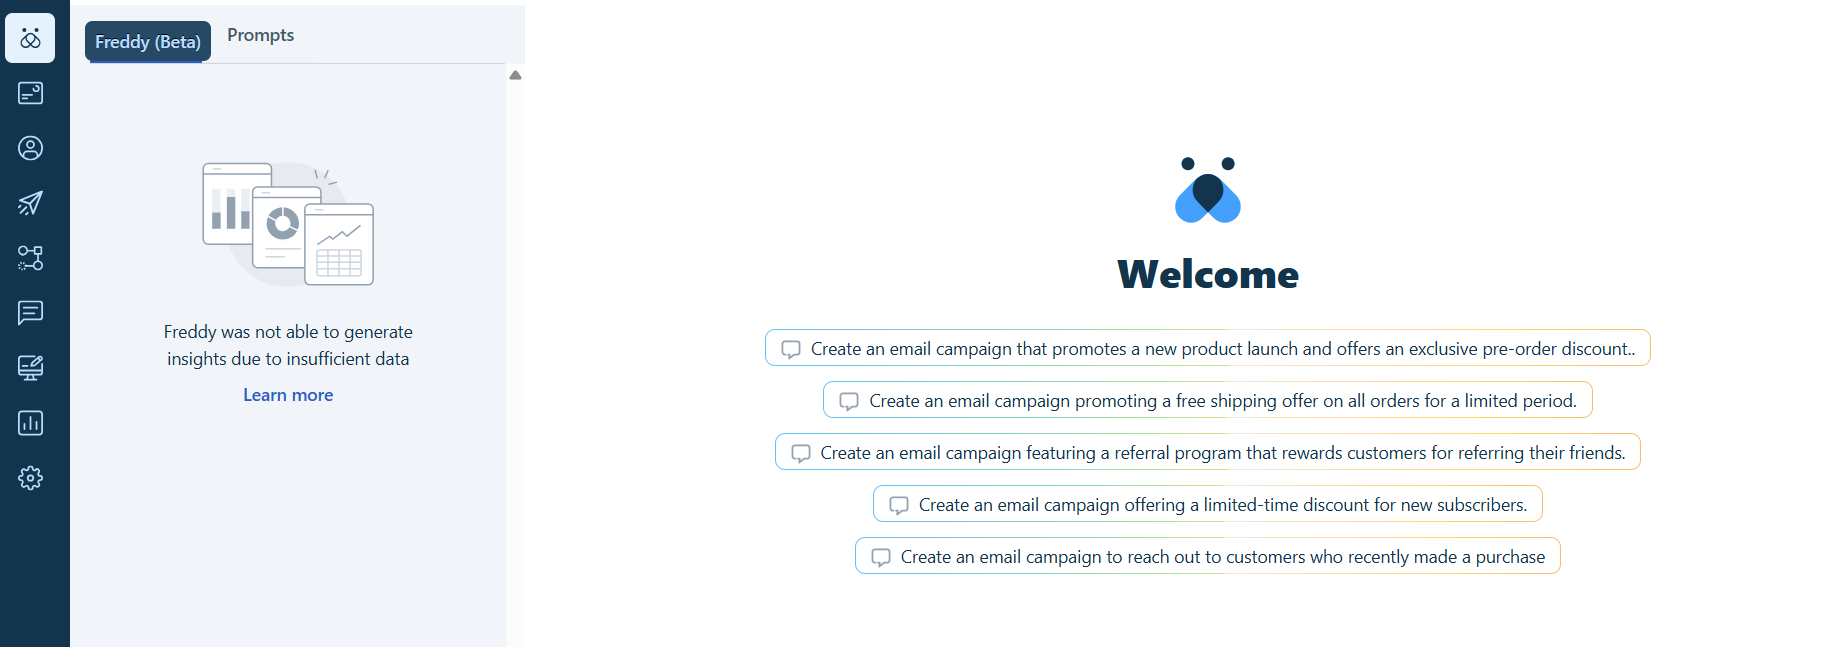 Freddy (Beta)
Prompts
Freddy was not able to generate
insights due to insufficient data
Learn more
Welcome
Create an email campaign that promotes a new product launch and offers an exclusive pre-order discount..
Create an email campaign promoting a free shipping offer on all orders for a limited period.
Create an email campaign featuring a referral program that rewards customers for referring their friends.
Create an email campaign offering a limited-time discount for new subscribers.
Create an email campaign to reach out to customers who recently made a purchase